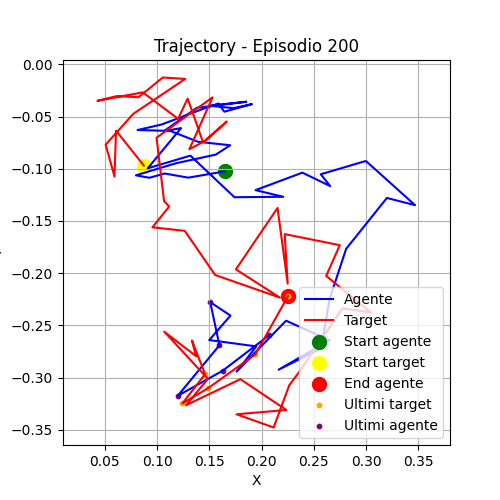 Trajectory - Episodio 200
0.00
−0.05
−0.10
−0.15
−0.20
−0.25
−0.30
−0.35
Agente
Target
Start agente
Start target
End agente
Ultimi target
Ultimi agente
0.05 0.10 0.15 0.20 0.25 0.30 0.35
X